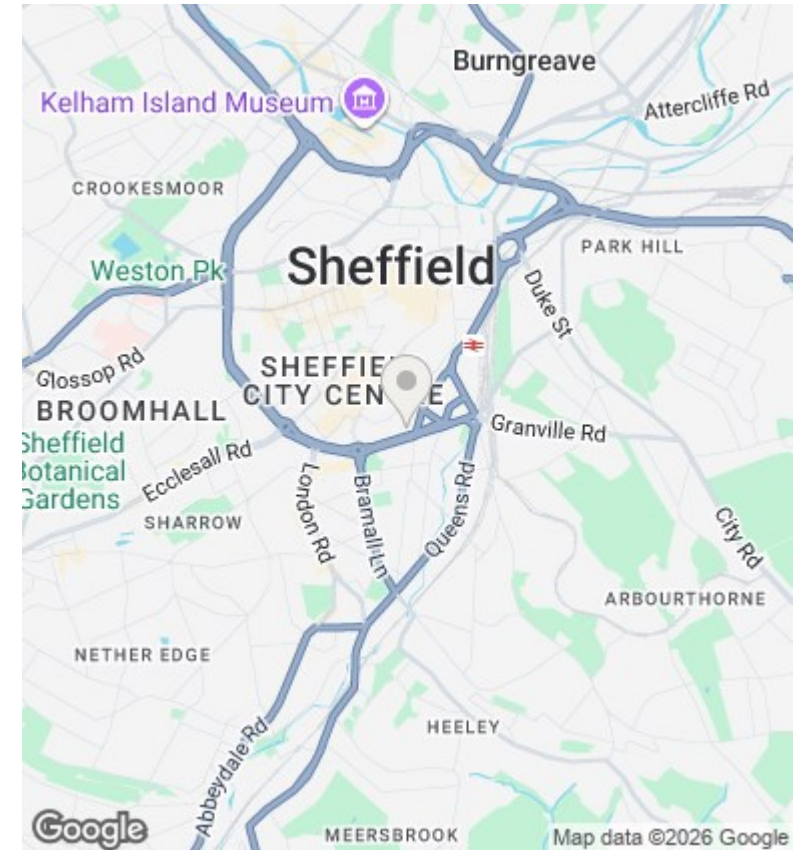 Burngreave
Kelham Island Museum
Attercliffe Rd
CROOKESMOOR
PARK HILL
Weston Pk
Sheffield
Duke St
Glossop Rd
SHEFFIE
CITY CEN E
BROOMHALL
Granville Rd
Sheffield
Botanical
Gardens
Ecclesall Rd
London Rd
Bramall Ln
Queens Rd
SHARROW
City Rd
ARBOURTHORNE
NETHER EDGE
HEELEY
Abbeydale Rd
Google
MEERSBROOK
Map data ©2026 Google